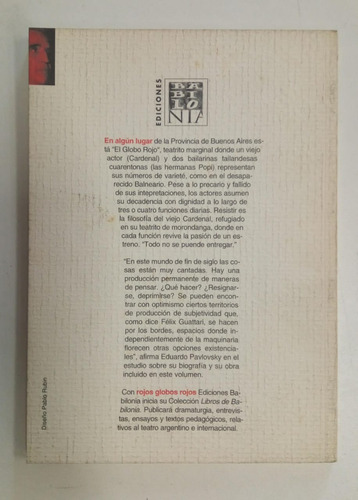 EDICIONES
BA
BI
LO
NIA
En algún lugar de la Provincia de Buenos Aires es-
tá "El Globo Rojo", teatrito marginal donde un viejo
actor (Cardenal) y dos bailarinas tailandesas
cuarentonas (las hermanas Popi) representan
sus números de varieté, como en el desapa-
recido Balneario. Pese a lo precario y fallido
de sus intepretaciones, los actores asumen
su decadencia con dignidad a lo largo de
tres o cuatro funciones diarias. Resistir es
la filosofía del viejo Cardenal, refugiado
en su teatrito de morondanga, donde en
cada función revive la pasión de un es-
treno. "Todo no se puende entregar."
"En este mundo de fin de siglo las co-
sas están muy cantadas. Hay una
producción permanente de maneras
de pensar. ¿Qué hacer? ¿Resignar-
se, deprimirse? Se pueden encon-
trar con optimismo ciertos territorios
de producción de subjetividad que,
como dice Félix Guattari, se hacen
por los bordes, espacios donde in-
dependientemente de la maquinaria
florecen otras opciones existencia-
les", afirma Eduardo Pavlovsky en el
estudio sobre su biografía y su obra
incluido en este volumen.
Con rojos globos rojos Ediciones Ba-
bilonia inicia su Colección Libros de Ba-
bilonia. Publicará dramaturgia, entrevis-
tas, ensayos y textos pedagógicos, rela-
tivos al teatro argentino e internacional.
Diseño Pablo Rubin